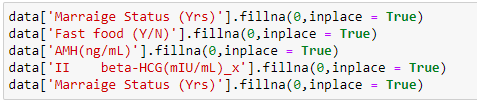 data['Marraige Status (Yrs)'].fillna(0,inplace = True)
data['Fast food (Y/N)'].fillna(0,inplace = True)
data['AMH(ng/mL)'].fillna(0,inplace = True)
data['II    beta-HCG(mIU/mL)_x'].fillna(0,inplace = True)
data['Marraige Status (Yrs)'].fillna(0,inplace = True)